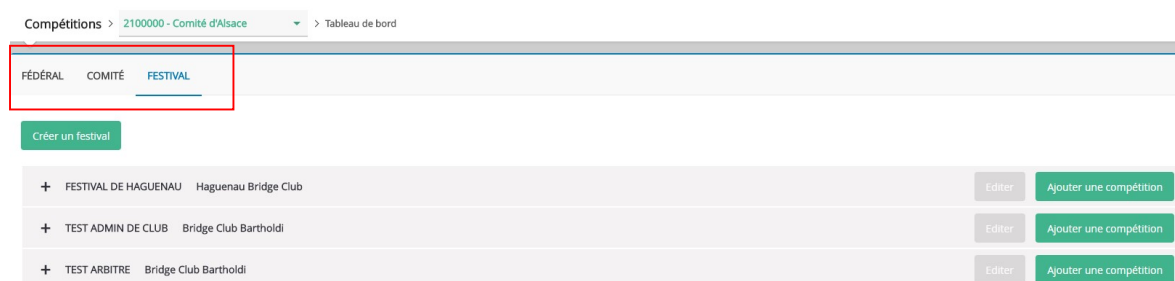 Compétitions > 2100000 - Comité d'Alsace > Tableau de bord
FÉDÉRAL COMITÉ FESTIVAL
Créer un festival
+ FESTIVAL DE HAGUENAU Haguenau Bridge Club Editer Ajouter une compétition
+ TEST ADMIN DE CLUB Bridge Club Bartholdi Editer Ajouter une compétition
+ TEST ARBITRE Bridge Club Bartholdi Editer Ajouter une compétition